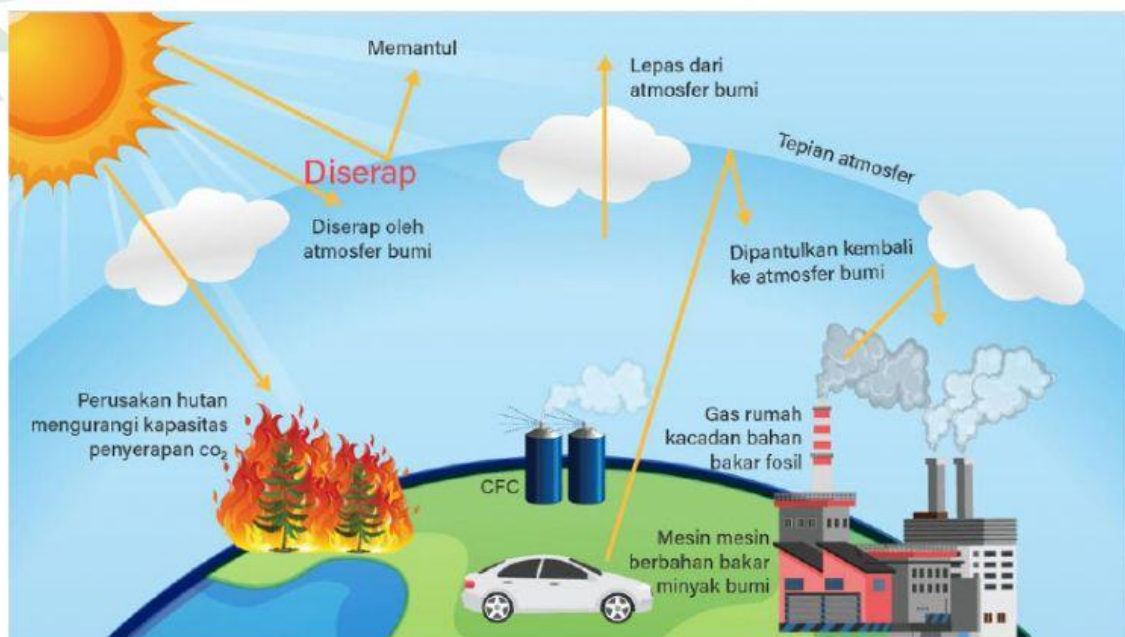 Memantul
Lepas dari
atmosfer bumi
Tepian atmosfer
Diserap
Diserap oleh
atmosfer bumi
Dipantulkan kembali
ke atmosfer bumi
Perusakan hutan
mengurangi kapasitas
penyerapan co₂
CFC
Gas rumah
kacadan bahan
bakar fosil
Mesin mesin
berbahan bakar
minyak bumi